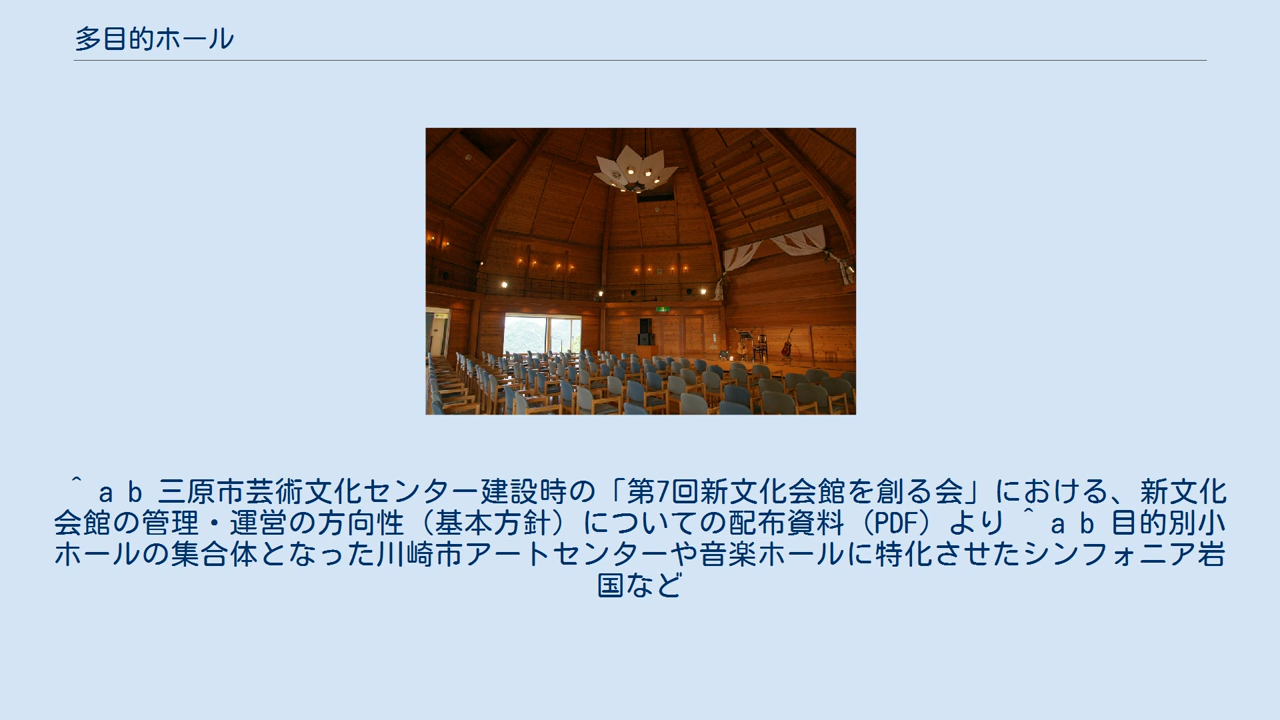 多目的ホール
＾ a b 三原市芸術文化センター建設時の「第7回新文化会館を創る会」における、新文化
会館の管理・運営の方向性（基本方針）についての配布資料（PDF）より ＾ a b 目的別小
ホールの集合体となった川崎市アートセンターや音楽ホールに特化させたシンフォニア岩
国など